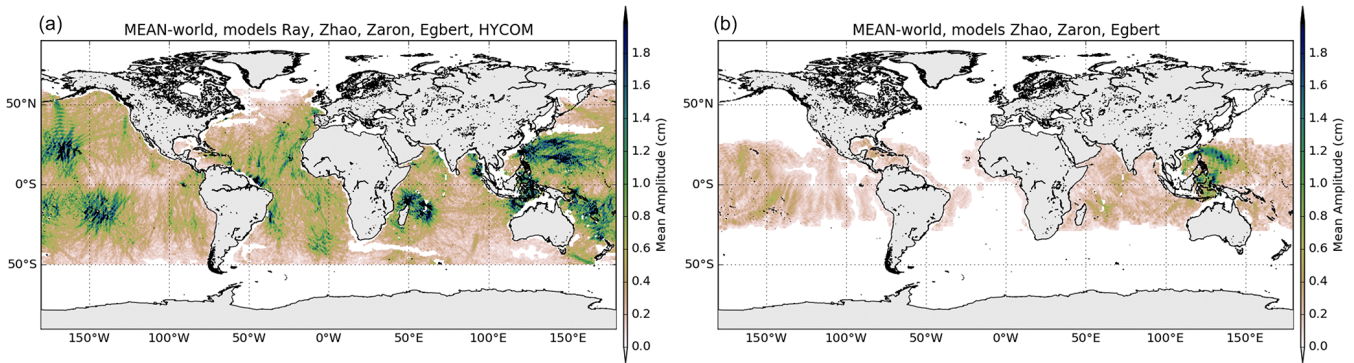 (a)
MEAN-world, models Ray, Zhao, Zaron, Egbert, HYCOM
50°N
0°S
50°S
150°W 100°W 50°W 0°W 50°E 100°E 150°E
1.8
1.6
1.4
1.2
1.0
0.8
0.6
0.4
0.2
0.0
Mean Amplitude (cm)
(b)
MEAN-world, models Zhao, Zaron, Egbert
50°N
0°S
50°S
150°W 100°W 50°W 0°W 50°E 100°E 150°E
1.8
1.6
1.4
1.2
1.0
0.8
0.6
0.4
0.2
0.0
Mean Amplitude (cm)